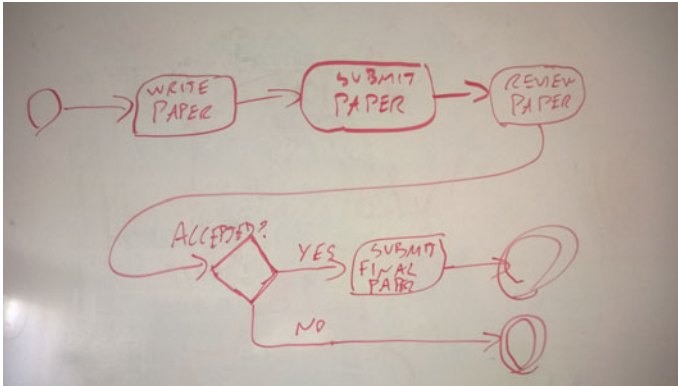 WRITE
PAPER
SUBMIT
PAPER
REVIEW
PAPER
ACCEPTED?
YES
SUBMIT
FINAL
PAPER
NO